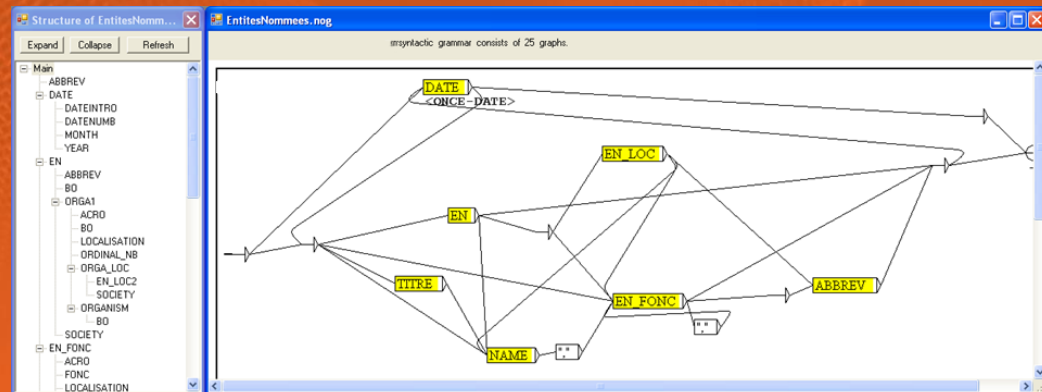 Structure of EntitesNomm...
Expand Collapse Refresh
Main
ABBREV
DATE
DATEINTRO
DATENUMB
MONTH
YEAR
EN
ABBREV
BO
ORGA1
ACRO
BO
LOCALISATION
ORDINAL_NB
ORGA_LOC
EN_LOC2
SOCIETY
ORGANISM
BO
SOCIETY
EN_FONC
ACRO
FONC
LOCALISATION
EntitesNommees.nog
syntactic grammar consists of 25 graphs.
DATE
<ONCE-DATE>
EN_LOC
EN
TITRE
EN_FONC
ABBREV
","
NAME
","